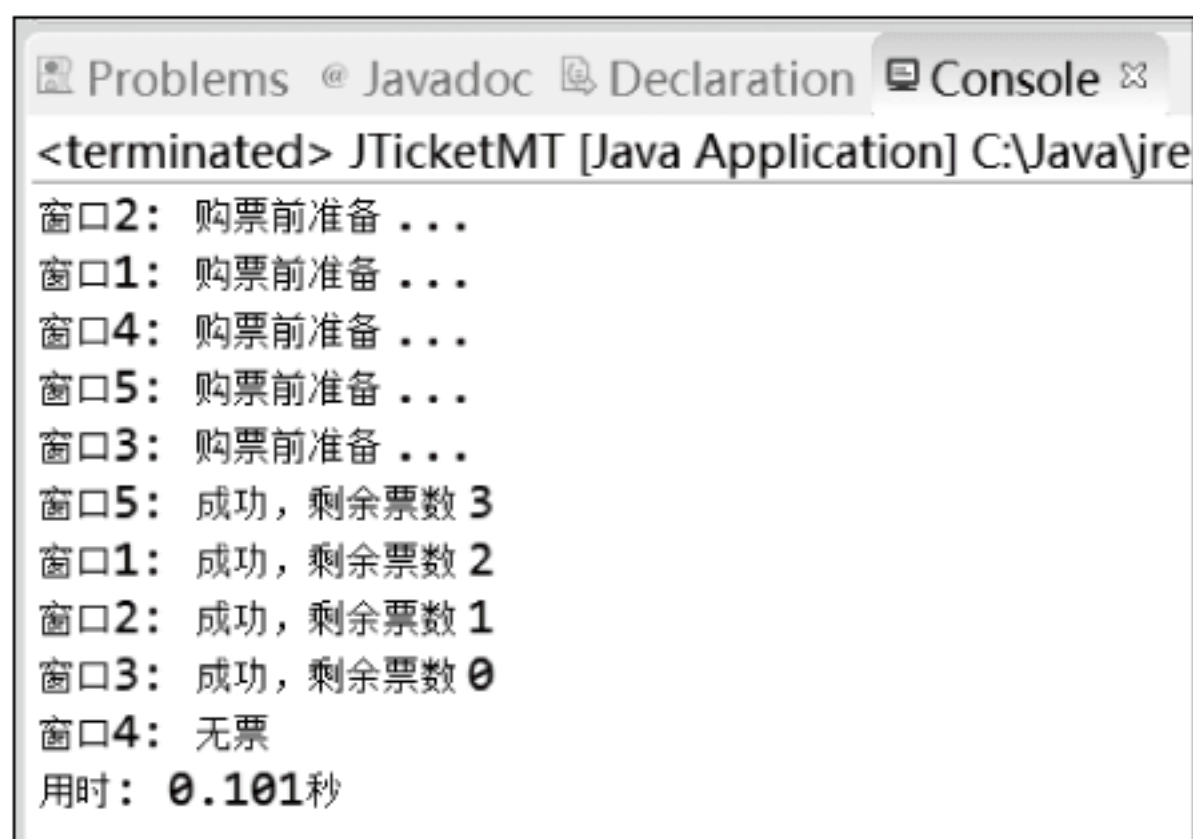 Problems @ Javadoc Declaration Console
<terminated> JTicketMT [Java Application] C:\Java\jre
窗口2: 购票前准备 ...
窗口1: 购票前准备 ...
窗口4: 购票前准备 ...
窗口5: 购票前准备 ...
窗口3: 购票前准备 ...
窗口5: 成功，剩余票数 3
窗口1: 成功，剩余票数 2
窗口2: 成功，剩余票数 1
窗口3: 成功，剩余票数 0
窗口4: 无票
用时: 0.101秒